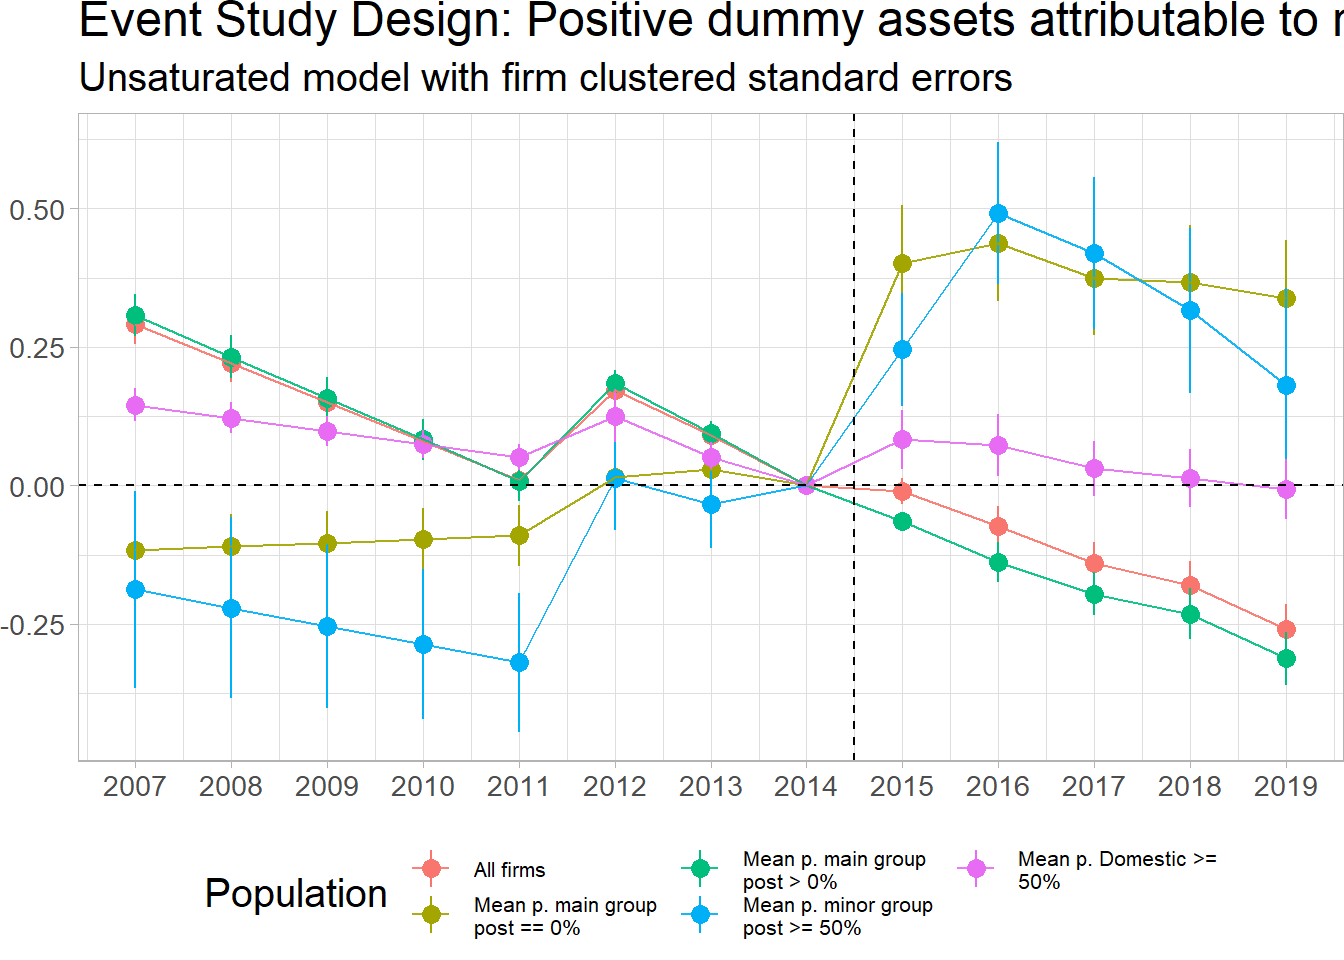 Event Study Design: Positive dummy assets attributable to
Unsaturated model with firm clustered standard errors
0.50
0.25
0.00
-0.25
2007 2008 2009 2010 2011 2012 2013 2014 2015 2016 2017 2018 2019
Population
All firms
Mean p. main group
post == 0%
Mean p. main group
post > 0%
Mean p. minor group
post >= 50%
Mean p. Domestic >=
50%